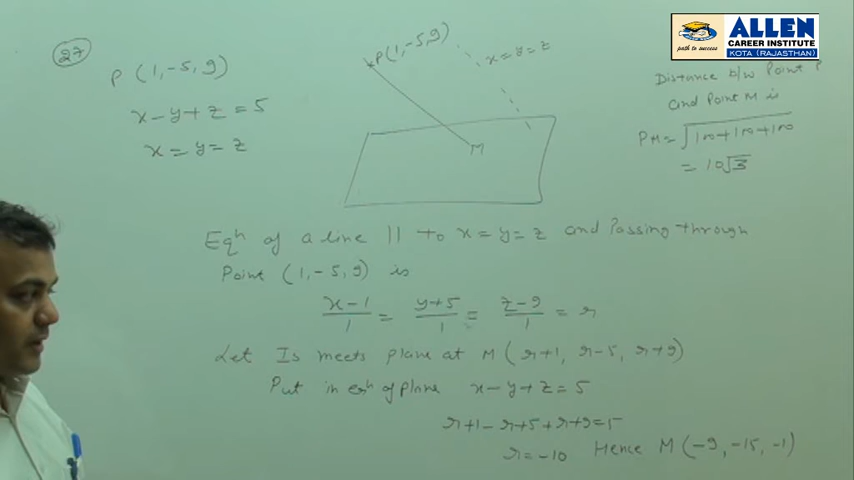 27
P (1,-5,9)
x-y+z=5
x=y=z
P(1,-5,9)
x=y=z
M
path to success
ALLEN
CAREER INSTITUTE
KOTA (RAJASTHAN)
Distance b/w Point P
and Point M is
PM=√100+100+100
= 10√3
Eqn of a line || to x=y=z and Passing through
Point (1,-5,9) is
x-1/1 = y+5/1 = z-9/1 = r
Let Is meets plane at M(r+1, r-5, r+9)
Put in eqn of plane x-y+z=5
r+1-r+5+r+9=5
r=-10 Hence M(-9,-15,-1)